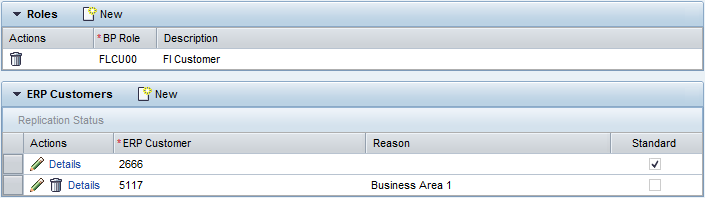 Roles New
Actions * BP Role Description
FLCU00 FI Customer
ERP Customers New
Replication Status
Actions * ERP Customer Reason Standard
Details 2666
Details 5117 Business Area 1